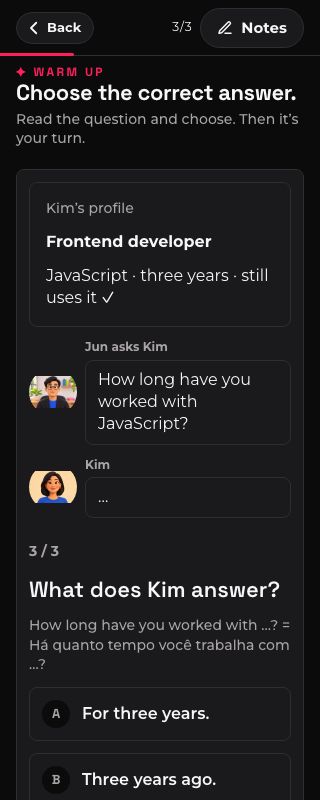 Back
3/3
Notes
WARM UP
Choose the correct answer.
Read the question and choose. Then it's
your turn.
Kim's profile
Frontend developer
JavaScript · three years · still
uses it ✓
Jun asks Kim
How long have you
worked with
JavaScript?
Kim
...
3 / 3
What does Kim answer?
How long have you worked with ...? =
Há quanto tempo você trabalha com
...?
A For three years.
B Three years ago.